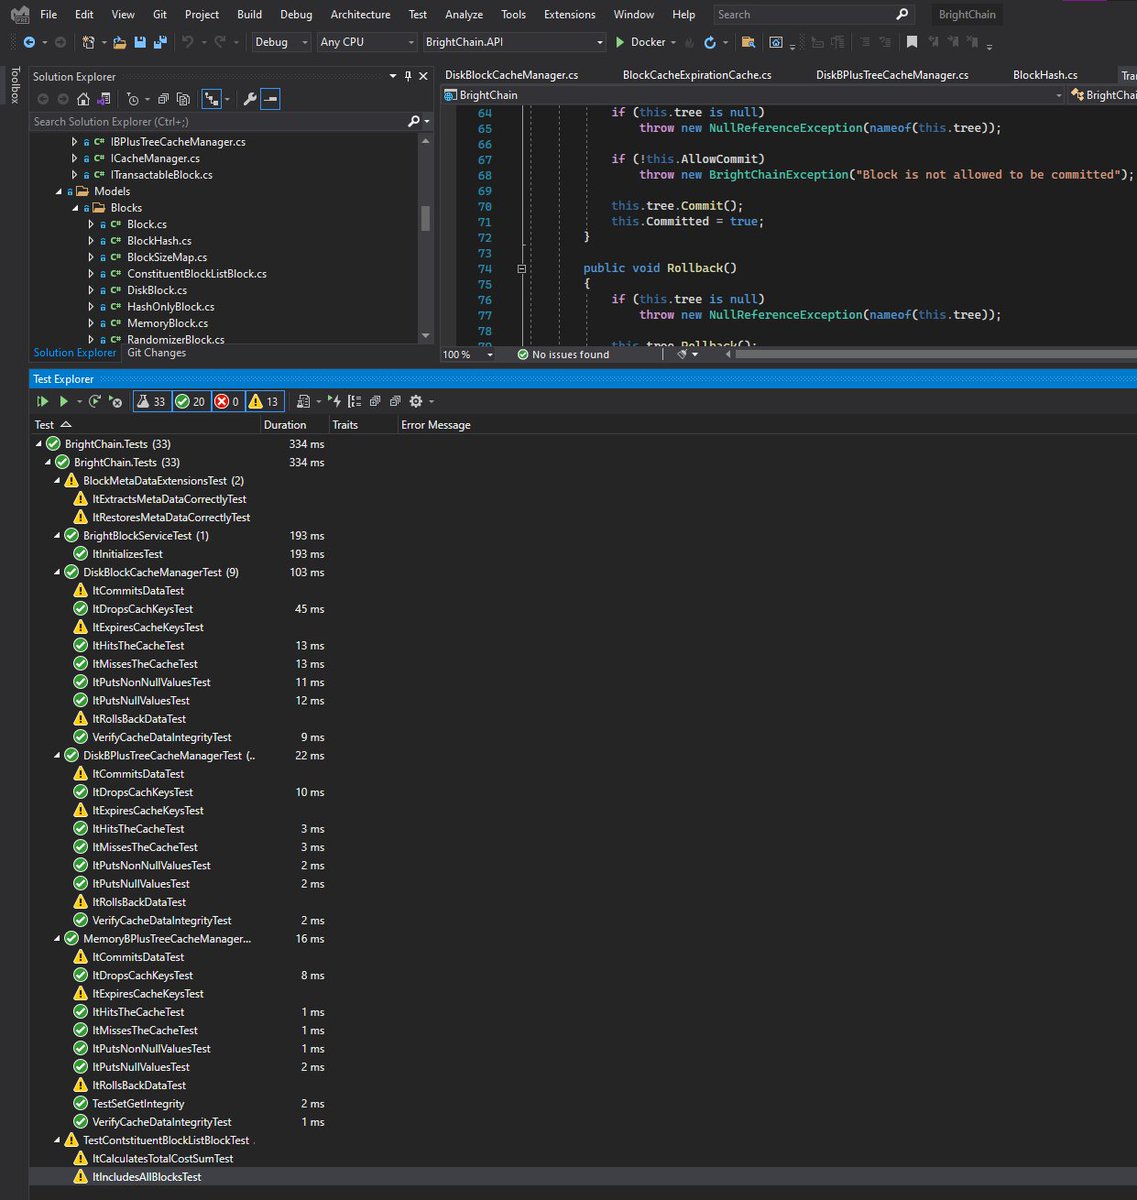 File Edit View Git Project Build Debug Architecture Test Analyze Tools Extensions Window Help Search BrightChain
Debug Any CPU BrightChain.API Docker
Toolbox
Solution Explorer
Search Solution Explorer (Ctrl+;)
C# IBPlusTreeCacheManager.cs
C# ICacheManager.cs
C# ITransactableBlock.cs
Models
Blocks
C# Block.cs
C# BlockHash.cs
C# BlockSizeMap.cs
C# ConstituentBlockListBlock.cs
C# DiskBlock.cs
C# HashOnlyBlock.cs
C# MemoryBlock.cs
C# RandomizerBlock.cs
Solution Explorer Git Changes
DiskBlockCacheManager.cs BlockCacheExpirationCache.cs DiskBPlusTreeCacheManager.cs BlockHash.cs Tra
BrightChain BrightChai
64 if (this.tree is null)
65 throw new NullReferenceException(nameof(this.tree));
66
67 if (!this.AllowCommit)
68 throw new BrightChainException("Block is not allowed to be committed");
69
70 this.tree.Commit();
71 this.Committed = true;
72 }
73
74 public void Rollback()
75 {
76 if (this.tree is null)
77 throw new NullReferenceException(nameof(this.tree));
78
79 this.tree.Rollback();
100 % No issues found
Test Explorer
33 20 0 13
Test Duration Traits Error Message
BrightChain.Tests (33) 334 ms
BrightChain.Tests (33) 334 ms
BlockMetaDataExtensionsTest (2)
ItExtractsMetaDataCorrectlyTest
ItRestoresMetaDataCorrectlyTest
BrightBlockServiceTest (1) 193 ms
ItInitializesTest 193 ms
DiskBlockCacheManagerTest (9) 103 ms
ItCommitsDataTest
ItDropsCachKeysTest 45 ms
ItExpiresCacheKeysTest
ItHitsTheCacheTest 13 ms
ItMissesTheCacheTest 13 ms
ItPutsNonNullValuesTest 11 ms
ItPutsNullValuesTest 12 ms
ItRollsBackDataTest
VerifyCacheDataIntegrityTest 9 ms
DiskBPlusTreeCacheManagerTest (.. 22 ms
ItCommitsDataTest
ItDropsCachKeysTest 10 ms
ItExpiresCacheKeysTest
ItHitsTheCacheTest 3 ms
ItMissesTheCacheTest 3 ms
ItPutsNonNullValuesTest 2 ms
ItPutsNullValuesTest 2 ms
ItRollsBackDataTest
VerifyCacheDataIntegrityTest 2 ms
MemoryBPlusTreeCacheManager... 16 ms
ItCommitsDataTest
ItDropsCachKeysTest 8 ms
ItExpiresCacheKeysTest
ItHitsTheCacheTest 1 ms
ItMissesTheCacheTest 1 ms
ItPutsNonNullValuesTest 1 ms
ItPutsNullValuesTest 2 ms
ItRollsBackDataTest
TestSetGetIntegrity 2 ms
VerifyCacheDataIntegrityTest 1 ms
TestContstituentBlockListBlockTest .
ItCalculatesTotalCostSumTest
ItIncludesAllBlocksTest